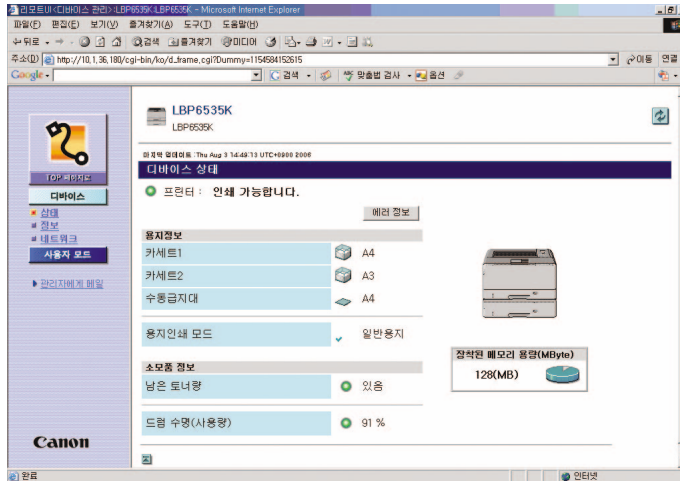 리모트UI<디바이스 관리>:LBP6535K:LBP6535K - Microsoft Internet Explorer
파일(F) 편집(E) 보기(V) 즐겨찾기(A) 도구(T) 도움말(H)
뒤로 검색 즐겨찾기 미디어
주소(D) http://10,1,36,180/cgi-bin/ko/d_frame,cgi?Dummy=1154584152615 이동 연결
Google 검색 맞춤법 검사 옵션
LBP6535K
LBP6535K
마지막 업데이트 :Thu Aug 3 14:49:13 UTC+0900 2006
TOP 페이지로
디바이스 상태
디바이스
프린터 : 인쇄 가능합니다.
상태
정보
네트워크
사용자 모드
관리자에게 메일
에러 정보
용지정보
카세트1 A4
카세트2 A3
수동급지대 A4
용지인쇄 모드 일반용지
장착된 메모리 용량(MByte)
128(MB)
소모품 정보
남은 토너량 있음
드럼 수명(사용량) 91 %
Canon
완료 인터넷